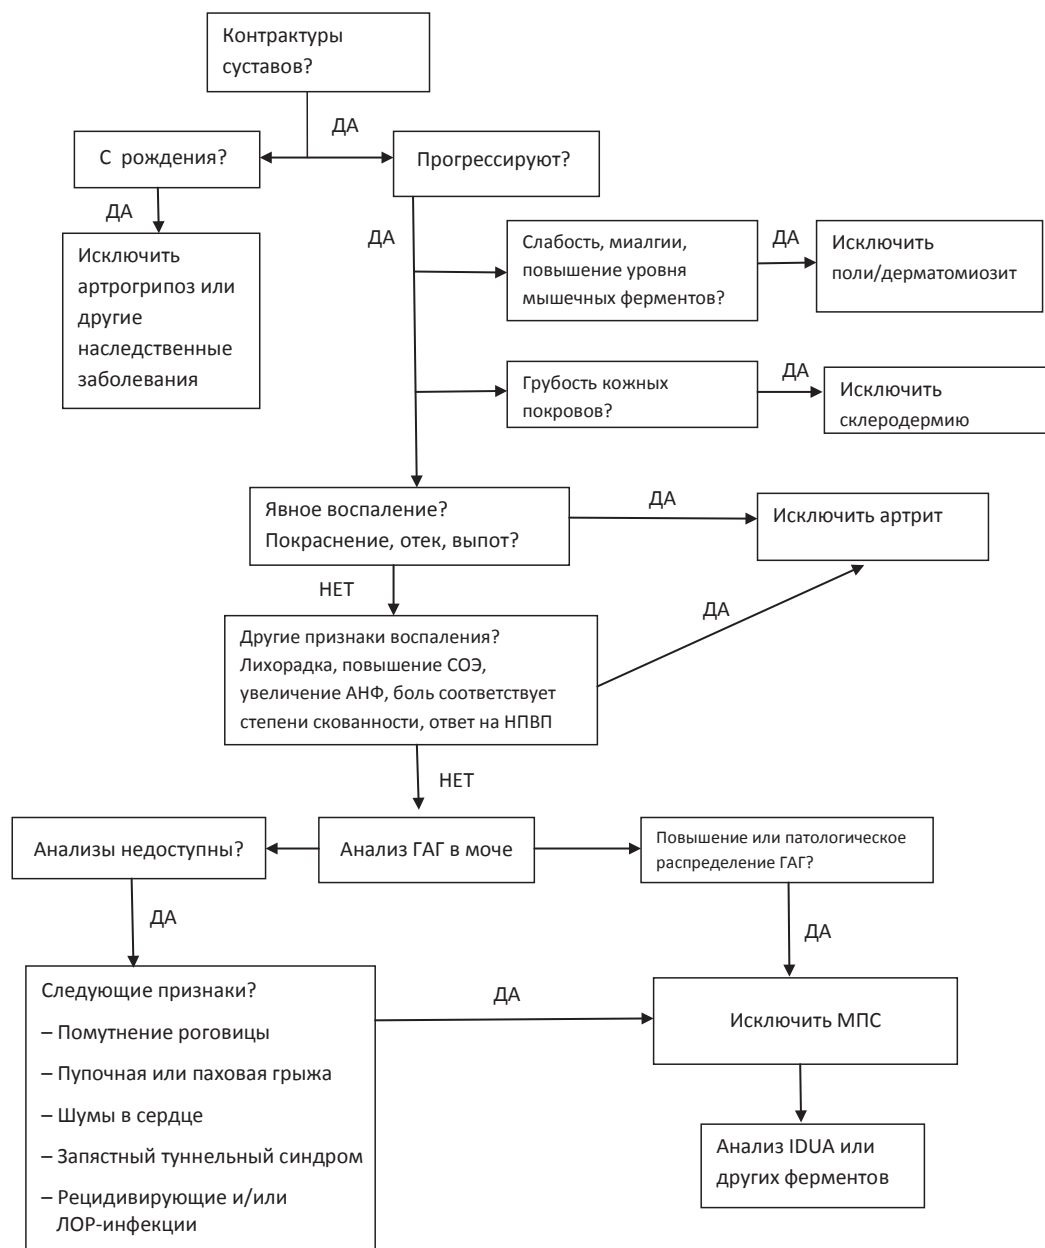 Контрактуры
суставов?
ДА
С рождения?
Прогрессируют?
ДА
Исключить
артрогрипоз или
другие
наследственные
заболевания
ДА
Слабость, миалгии,
повышение уровня
мышечных ферментов?
ДА
Исключить
поли/дерматомиозит
Грубость кожных
покровов?
ДА
Исключить
склеродермию
Явное воспаление?
Покраснение, отек, выпот?
ДА
Исключить артрит
НЕТ
Другие признаки воспаления?
Лихорадка, повышение СОЭ,
увеличение АНФ, боль соответствует
степени скованности, ответ на НПВП
ДА
НЕТ
Анализы недоступны?
Анализ ГАГ в моче
Повышение или патологическое
распределение ГАГ?
ДА
ДА
Следующие признаки?
– Помутнение роговицы
– Пупочная или паховая грыжа
– Шумы в сердце
– Запястный туннельный синдром
– Рецидивирующие и/или
ЛОР-инфекции
ДА
Исключить МПС
Анализ IDUA или
других ферментов